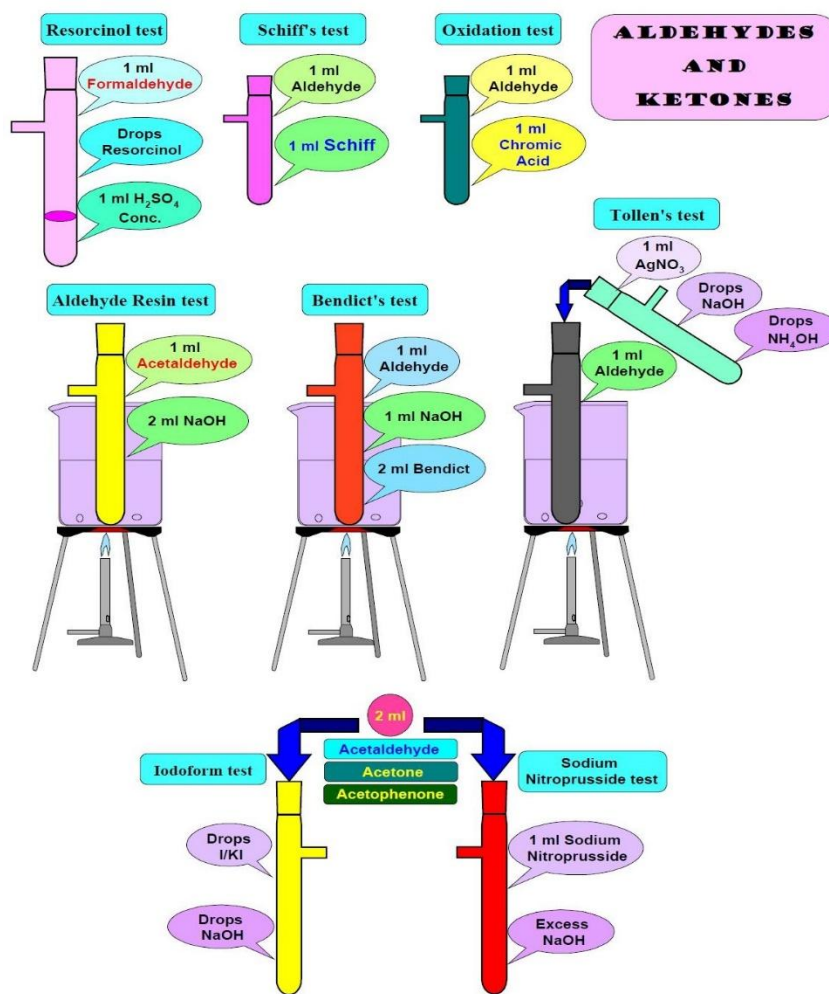 Resorcinol test
Schiff's test
Oxidation test
ALDEHYDES
AND
KETONES
1 ml
Formaldehyde
Drops
Resorcinol
1 ml H₂SO₄
Conc.
1 ml
Aldehyde
1 ml Schiff
1 ml
Aldehyde
1 ml
Chromic
Acid
Tollen's test
1 ml
AgNO₃
Drops
NaOH
Drops
NH₄OH
1 ml
Aldehyde
Aldehyde Resin test
1 ml
Acetaldehyde
2 ml NaOH
Bendict's test
1 ml
Aldehyde
1 ml NaOH
2 ml Bendict
2 ml
Acetaldehyde
Acetone
Acetophenone
Iodoform test
Drops
I/KI
Drops
NaOH
Sodium
Nitroprusside test
1 ml Sodium
Nitroprusside
Excess
NaOH